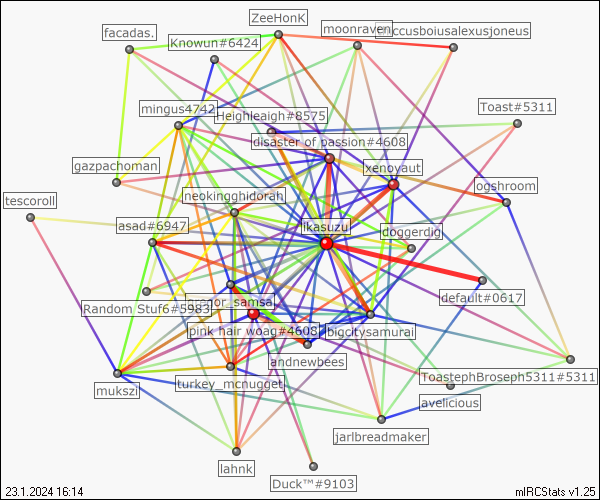 ZeeHonK
facadas.
moonraven
Knowun#6424
Toast#5311
mingus4742
Heighleaigh#8575
disaster of passion#4608
gazpachoman
xenoyaut
ogshroom
tescoroll
neokingghidorah
asad#6947
likasuzu
doggerdig
default#0617
Random Stuf6#5983
gregor_samsa
pink hair woag#4608
bigcitysamurai
andnewbees
mukszi
turkey_mcnugget
ToastephBroseph5311#5311
avelicious
jarlbreadmaker
lahnk
Duck™#9103
23.1.2024 16:14
mIRCStats v1.25